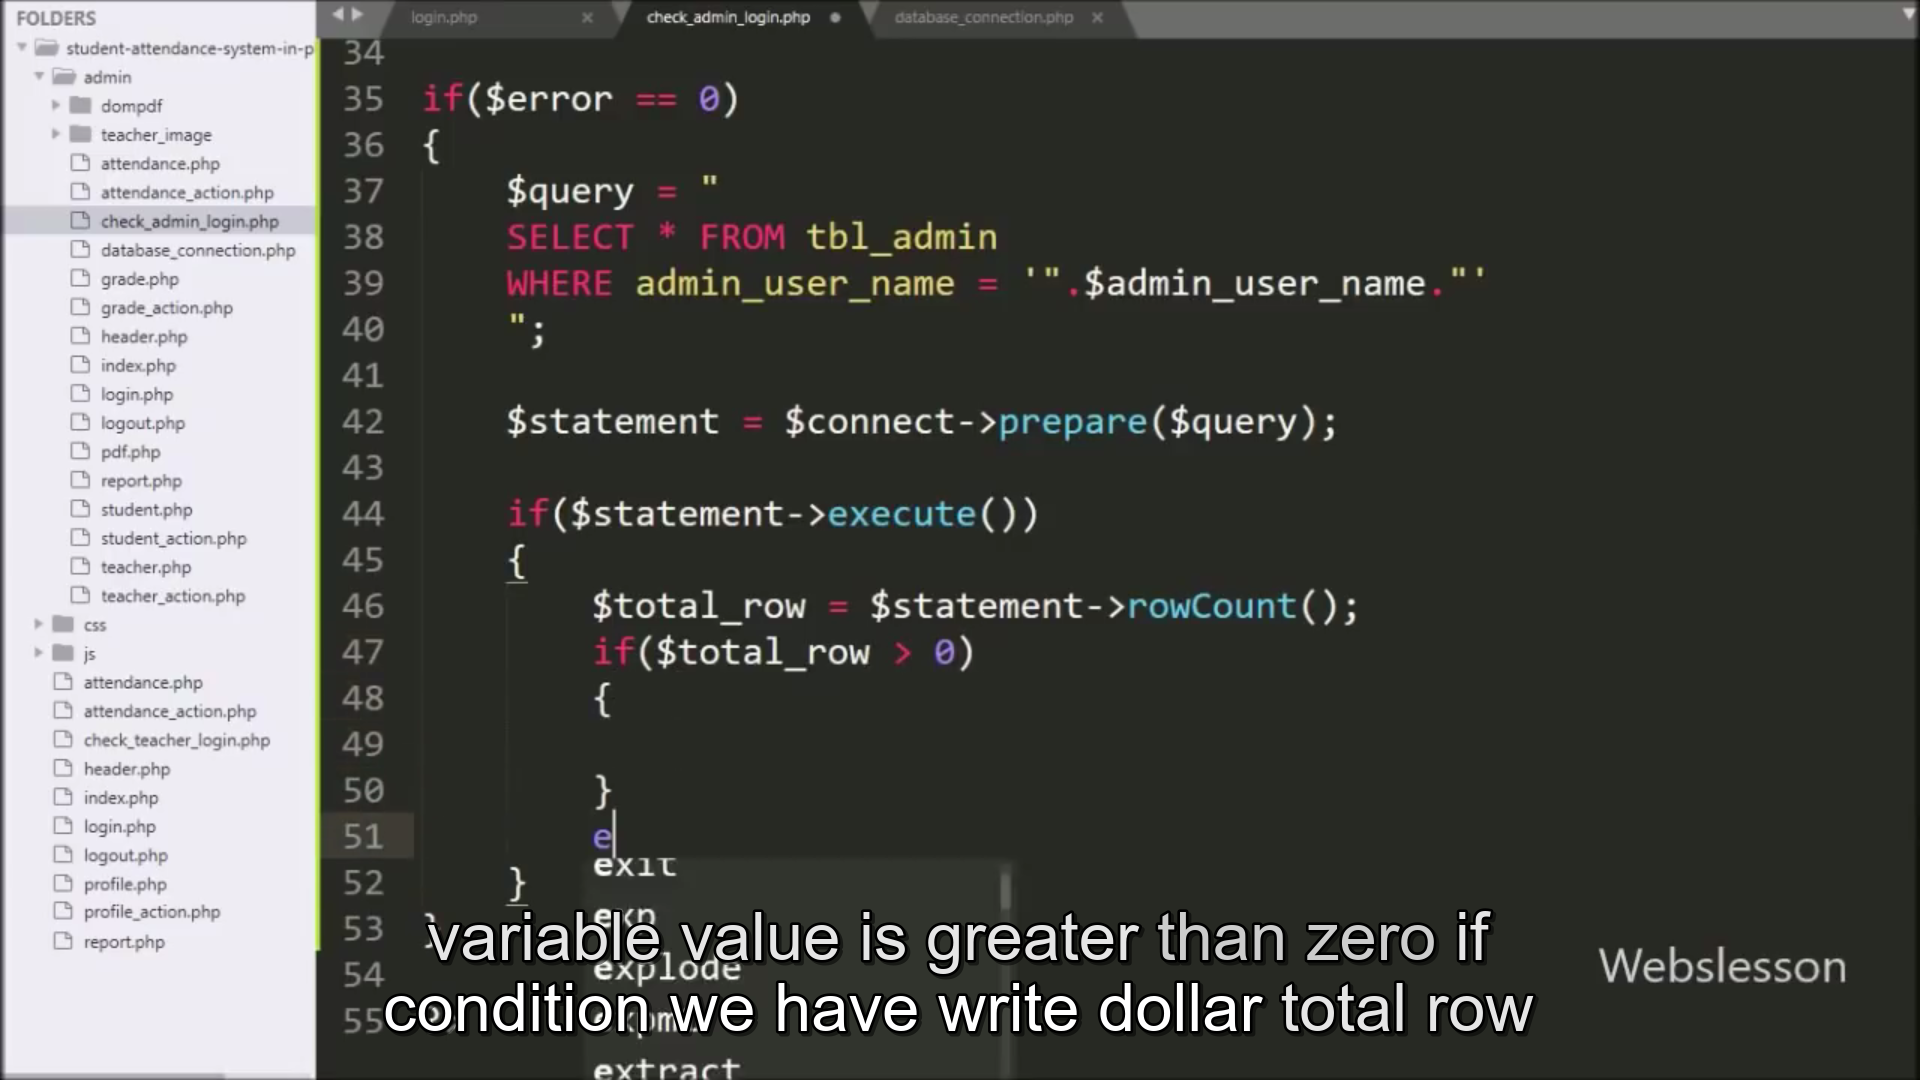 FOLDERS
student-attendance-system-in-p
admin
dompdf
teacher_image
attendance.php
attendance_action.php
check_admin_login.php
database_connection.php
grade.php
grade_action.php
header.php
index.php
login.php
logout.php
pdf.php
report.php
student.php
student_action.php
teacher.php
teacher_action.php
css
js
attendance.php
attendance_action.php
check_teacher_login.php
header.php
index.php
login.php
logout.php
profile.php
profile_action.php
report.php
login.php × check_admin_login.php database_connection.php ×
34
35 if($error == 0)
36 {
37 $query = "
38 SELECT * FROM tbl_admin
39 WHERE admin_user_name = '".$admin_user_name."'
40 ";
41
42 $statement = $connect->prepare($query);
43
44 if($statement->execute())
45 {
46 $total_row = $statement->rowCount();
47 if($total_row > 0)
48 {
49
50 }
51 e
exit
52 }
exp
53 }
explode
54
55
extract
variable value is greater than zero if
condition we have write dollar total row
Webslesson